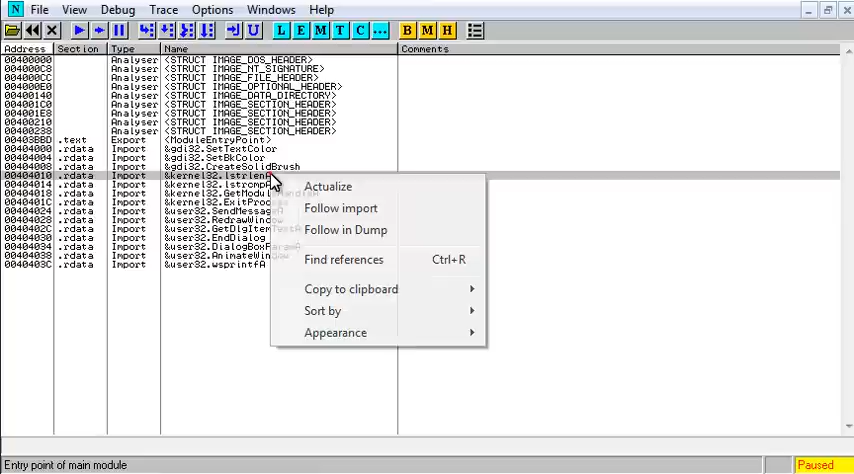 N File View Debug Trace Options Windows Help
L E M T C ... B M H
Address Section Type Name Comments
00400000 Analyser <STRUCT IMAGE_DOS_HEADER>
004000C8 Analyser <STRUCT IMAGE_NT_SIGNATURE>
004000CC Analyser <STRUCT IMAGE_FILE_HEADER>
004000E0 Analyser <STRUCT IMAGE_OPTIONAL_HEADER>
00400140 Analyser <STRUCT IMAGE_DATA_DIRECTORY>
004001C0 Analyser <STRUCT IMAGE_SECTION_HEADER>
004001E8 Analyser <STRUCT IMAGE_SECTION_HEADER>
00400210 Analyser <STRUCT IMAGE_SECTION_HEADER>
00400238 Analyser <STRUCT IMAGE_SECTION_HEADER>
00403BBD .text Export <ModuleEntryPoint>
00404000 .rdata Import &gdi32.SetTextColor
00404004 .rdata Import &gdi32.SetBkColor
00404008 .rdata Import &gdi32.CreateSolidBrush
00404010 .rdata Import &kernel32.lstrlenA
00404014 .rdata Import &kernel32.lstrcmpA
00404018 .rdata Import &kernel32.GetModuleHandleA
0040401C .rdata Import &kernel32.ExitProcess
00404024 .rdata Import &user32.SendMessageA
00404028 .rdata Import &user32.RedrawWindow
0040402C .rdata Import &user32.GetDlgItemTextA
00404030 .rdata Import &user32.EndDialog
00404034 .rdata Import &user32.DialogBoxParamA
00404038 .rdata Import &user32.AnimateWindow
0040403C .rdata Import &user32.wsprintfA
Actualize
Follow import
Follow in Dump
Find references Ctrl+R
Copy to clipboard
Sort by
Appearance
Entry point of main module Paused